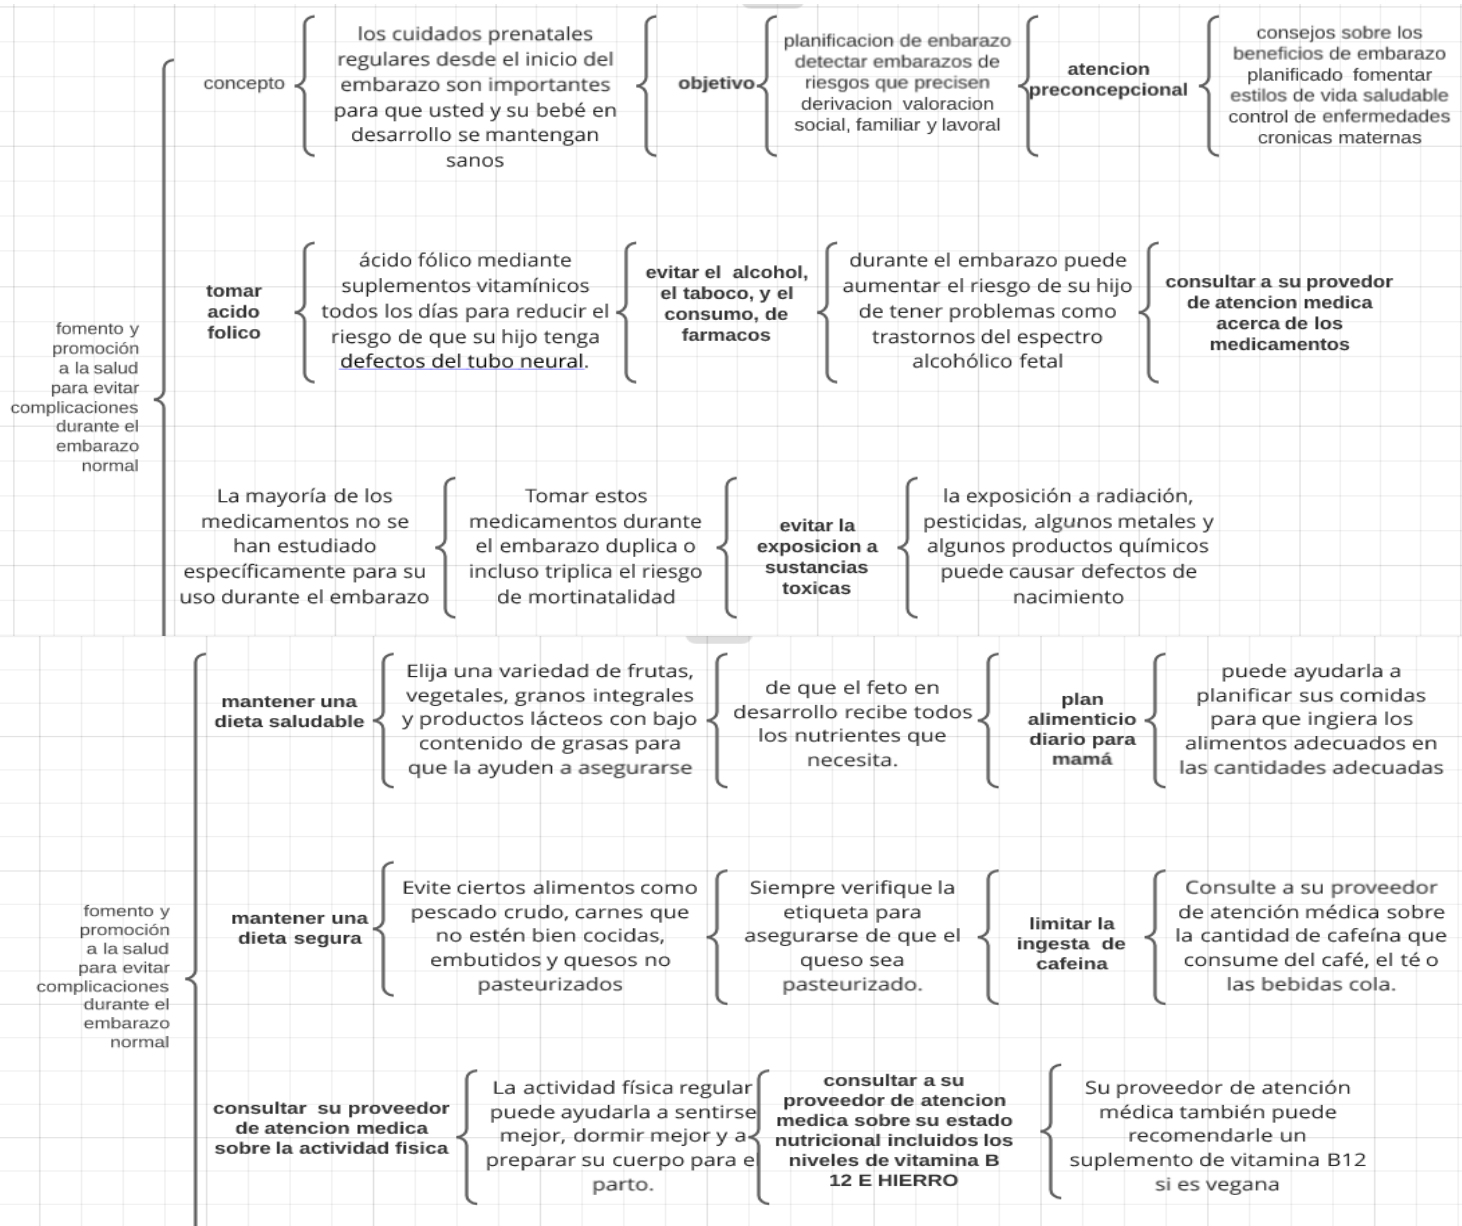 fomento y
promoción
a la salud
para evitar
complicaciones
durante el
embarazo
normal
concepto
los cuidados prenatales
regulares desde el inicio del
embarazo son importantes
para que usted y su bebé en
desarrollo se mantengan
sanos
objetivo
planificacion de enbarazo
detectar embarazos de
riesgos que precisen
derivacion valoracion
social, familiar y lavoral
atencion
preconcepcional
consejos sobre los
beneficios de embarazo
planificado fomentar
estilos de vida saludable
control de enfermedades
cronicas maternas
tomar
acido
folico
ácido fólico mediante
suplementos vitamínicos
todos los días para reducir el
riesgo de que su hijo tenga
defectos del tubo neural.
evitar el alcohol,
el taboco, y el
consumo, de
farmacos
durante el embarazo puede
aumentar el riesgo de su hijo
de tener problemas como
trastornos del espectro
alcohólico fetal
consultar a su provedor
de atencion medica
acerca de los
medicamentos
La mayoría de los
medicamentos no se
han estudiado
específicamente para su
uso durante el embarazo
Tomar estos
medicamentos durante
el embarazo duplica o
incluso triplica el riesgo
de mortinatalidad
evitar la
exposicion a
sustancias
toxicas
la exposición a radiación,
pesticidas, algunos metales y
algunos productos químicos
puede causar defectos de
nacimiento
fomento y
promoción
a la salud
para evitar
complicaciones
durante el
embarazo
normal
mantener una
dieta saludable
Elija una variedad de frutas,
vegetales, granos integrales
y productos lácteos con bajo
contenido de grasas para
que la ayuden a asegurarse
de que el feto en
desarrollo recibe todos
los nutrientes que
necesita.
plan
alimenticio
diario para
mamá
puede ayudarla a
planificar sus comidas
para que ingiera los
alimentos adecuados en
las cantidades adecuadas
mantener una
dieta segura
Evite ciertos alimentos como
pescado crudo, carnes que
no estén bien cocidas,
embutidos y quesos no
pasteurizados
Siempre verifique la
etiqueta para
asegurarse de que el
queso sea
pasteurizado.
limitar la
ingesta de
cafeina
Consulte a su proveedor
de atención médica sobre
la cantidad de cafeína que
consume del café, el té o
las bebidas cola.
consultar su proveedor
de atencion medica
sobre la actividad fisica
La actividad física regular
puede ayudarla a sentirse
mejor, dormir mejor y a
preparar su cuerpo para el
parto.
consultar a su
proveedor de atencion
medica sobre su estado
nutricional incluidos los
niveles de vitamina B
12 E HIERRO
Su proveedor de atención
médica también puede
recomendarle un
suplemento de vitamina B12
si es vegana